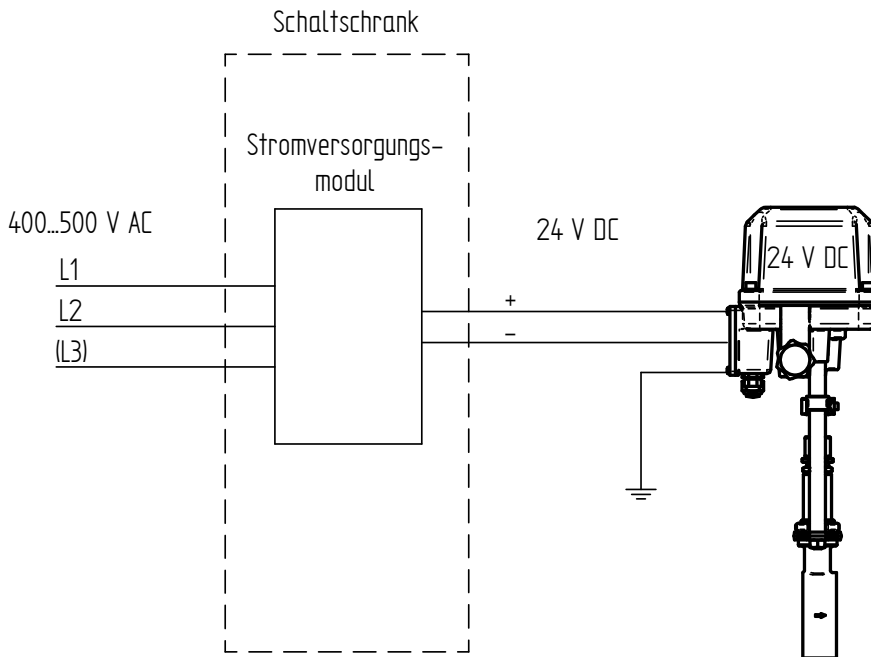 Schaltschrank
Stromversorgungs-
modul
400...500 V AC
24 V DC
24 V DC
L1
L2
(L3)
+
-